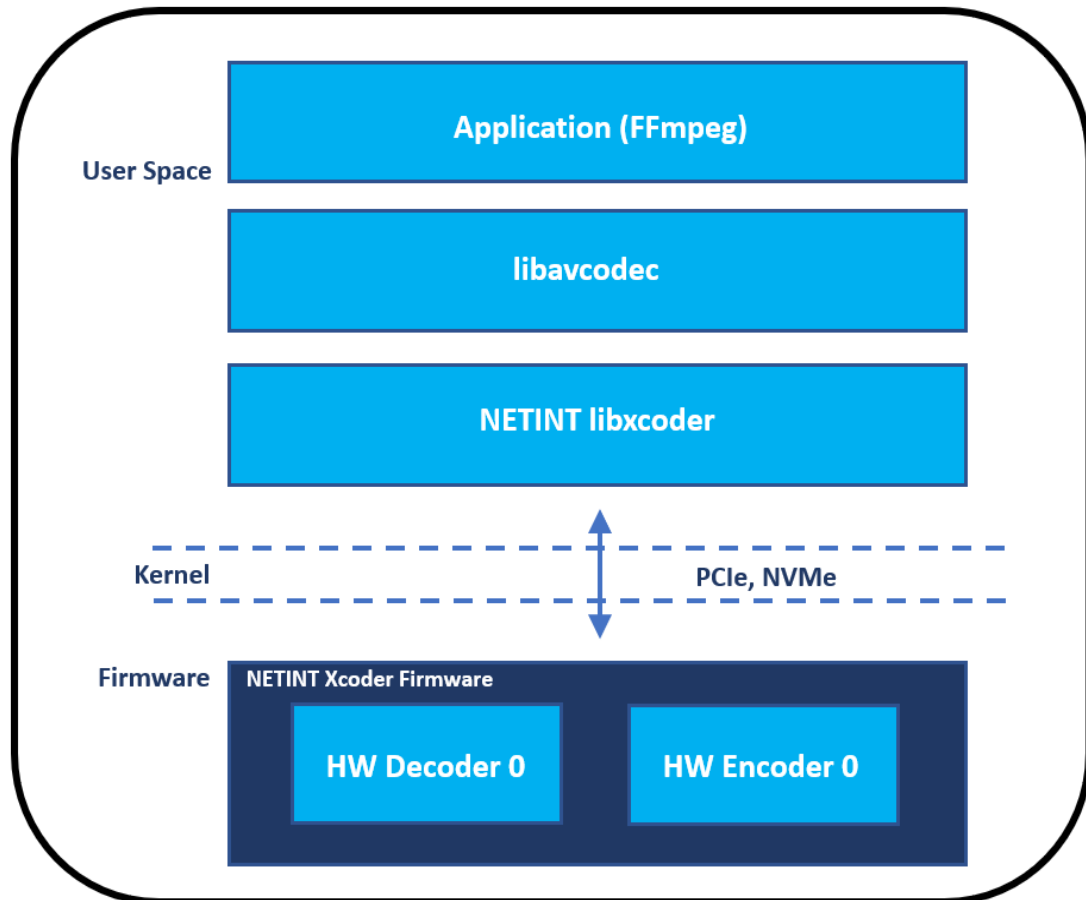 Application (FFmpeg)
User Space
libavcodec
NETINT libxcoder
Kernel
PCIe, NVMe
Firmware
NETINT Xcoder Firmware
HW Decoder 0
HW Encoder 0